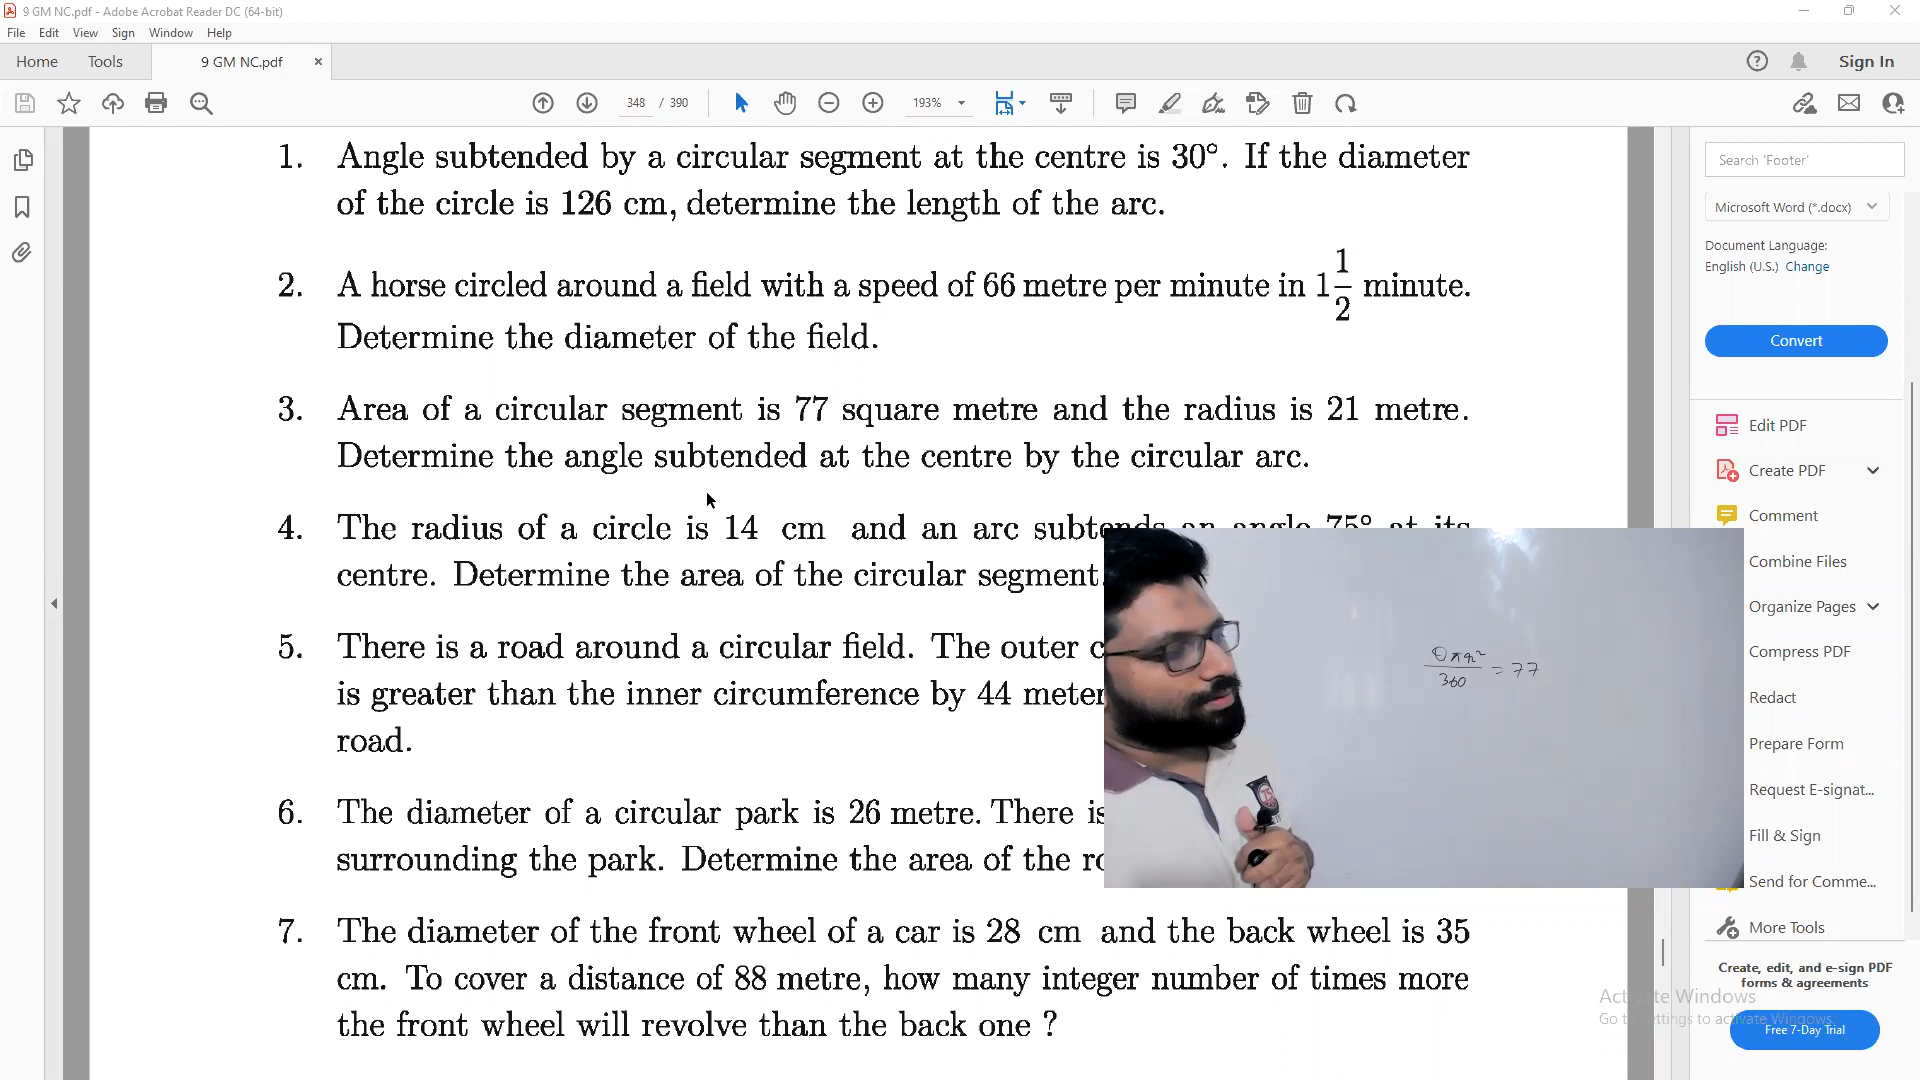 9 GM NC.pdf - Adobe Acrobat Reader DC (64-bit)
File Edit View Sign Window Help
Home Tools 9 GM NC.pdf × Sign In
348 / 390 193%
1. Angle subtended by a circular segment at the centre is 30°. If the diameter
of the circle is 126 cm, determine the length of the arc.
2. A horse circled around a field with a speed of 66 metre per minute in 1 1/2 minute.
Determine the diameter of the field.
3. Area of a circular segment is 77 square metre and the radius is 21 metre.
Determine the angle subtended at the centre by the circular arc.
4. The radius of a circle is 14 cm and an arc subtends an angle 75° at its
centre. Determine the area of the circular segment.
5. There is a road around a circular field. The outer c
is greater than the inner circumference by 44 meter
road.
6. The diameter of a circular park is 26 metre. There is
surrounding the park. Determine the area of the ro
7. The diameter of the front wheel of a car is 28 cm and the back wheel is 35
cm. To cover a distance of 88 metre, how many integer number of times more
the front wheel will revolve than the back one ?
θπr²/360 = 77
Search 'Footer'
Microsoft Word (*.docx)
Document Language:
English (U.S.) Change
Convert
Edit PDF
Create PDF
Comment
Combine Files
Organize Pages
Compress PDF
Redact
Prepare Form
Request E-signat...
Fill & Sign
Send for Comme...
More Tools
Create, edit, and e-sign PDF
forms & agreements
Free 7-Day Trial
Activate Windows
Go to Settings to activate Windows.